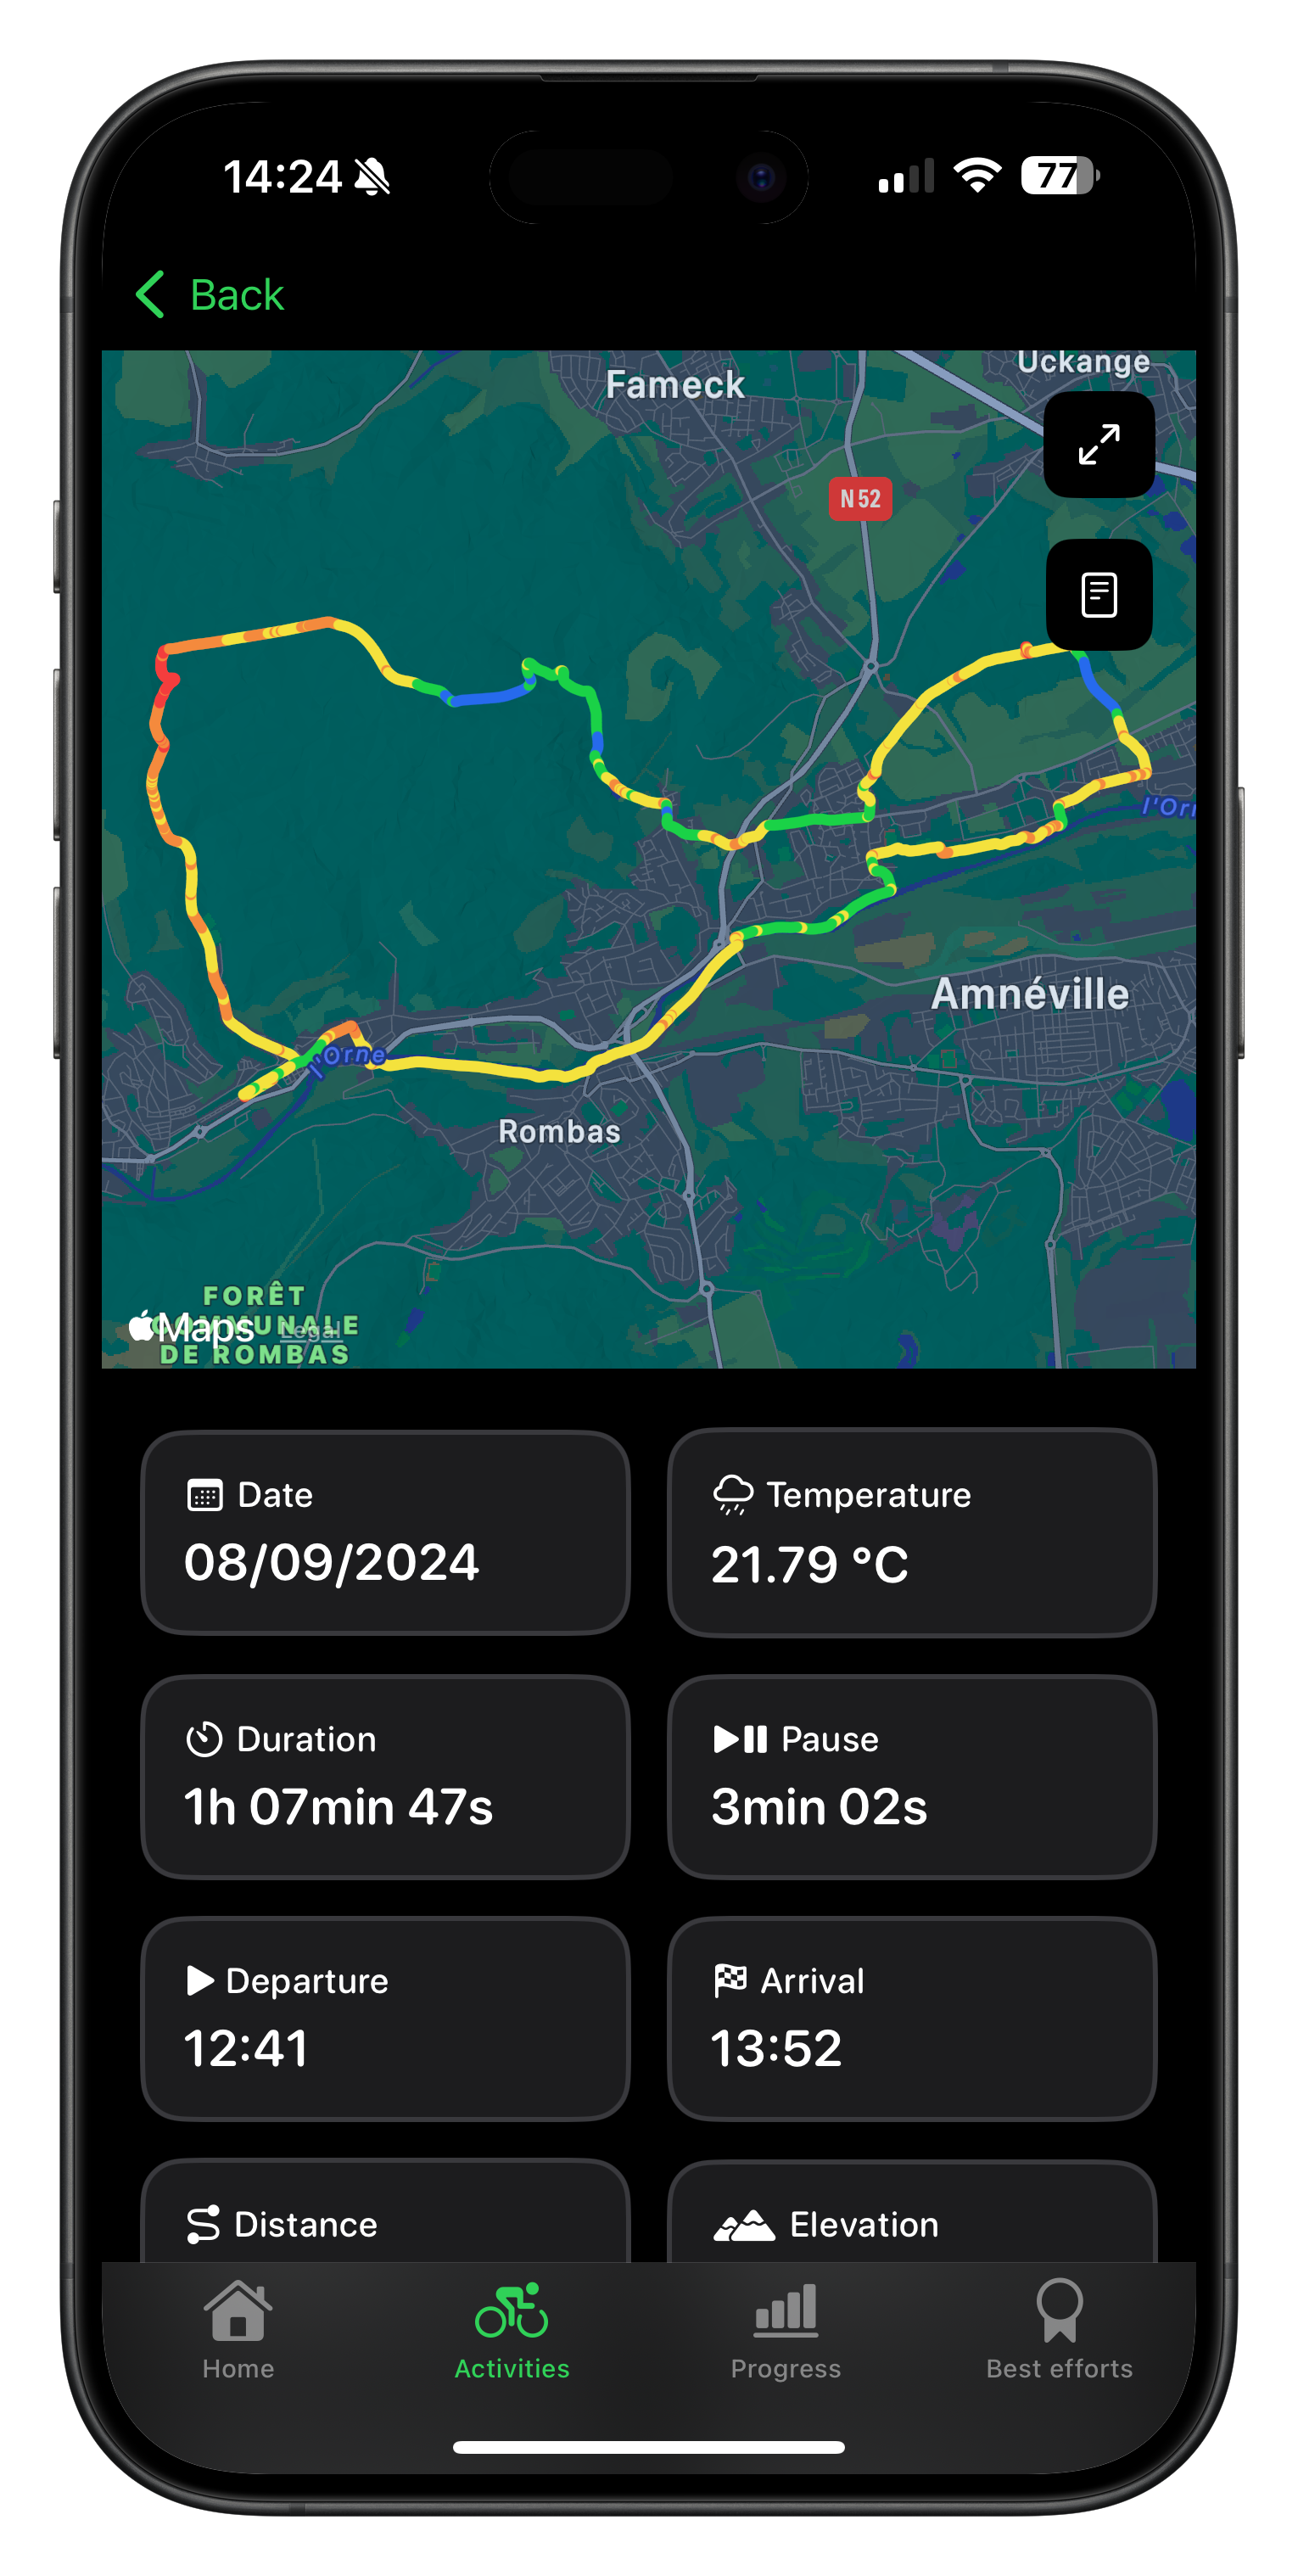 14:24
77
Back
Uckange
Fameck
N 52
l'Orn
Amnéville
l'Orne
Rombas
FORÊT
COMMUNALE
DE ROMBAS
Maps
Legal
Date
08/09/2024
Temperature
21.79 °C
Duration
1h 07min 47s
Pause
3min 02s
Departure
12:41
Arrival
13:52
Distance
Elevation
Home
Activities
Progress
Best efforts